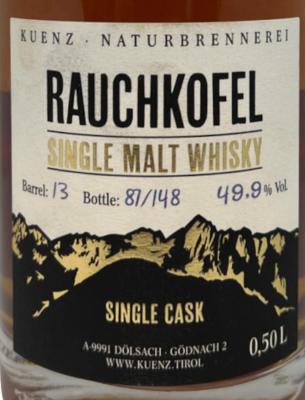 KUENZ · NATURBRENNEREI
RAUCHKOFEL
SINGLE MALT WHISKY
Barrel: 13 Bottle: 87/148 49.9% Vol.
SINGLE CASK
A-9991 DÖLSACH · GÖDNACH 2
WWW.KUENZ.TIROL
0,50 L